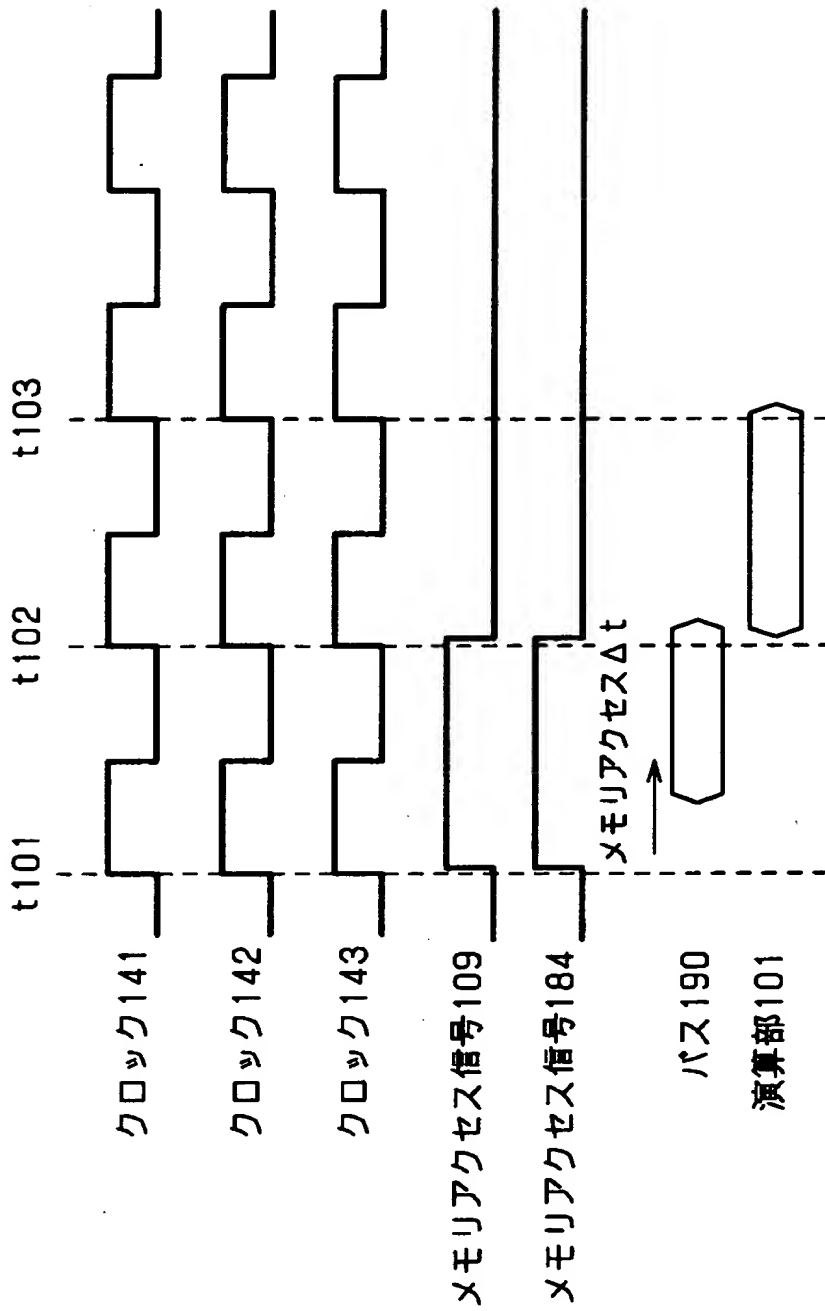 t101
t102
t103
クロック141
クロック142
クロック143
メモリアクセス信号109
メモリアクセス信号184
メモリアクセスΔt
バス190
演算部101